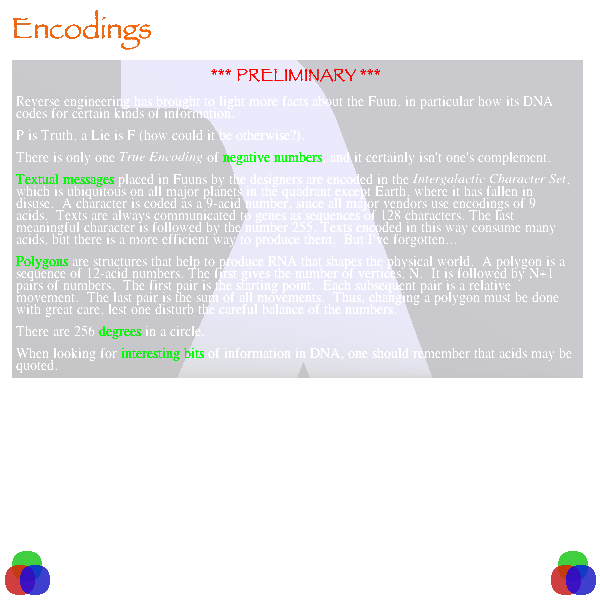 Encodings
*** PRELIMINARY ***
Reverse engineering has brought to light more facts about the Fuun, in particular how its DNA
codes for certain kinds of information.
P is Truth, a Lie is F (how could it be otherwise?).
There is only one True Encoding of negative numbers, and it certainly isn't one's complement.
Textual messages placed in Fuuns by the designers are encoded in the Intergalactic Character Set,
which is ubiquitous on all major planets in the quadrant except Earth, where it has fallen in
disuse.  A character is coded as a 9-acid number, since all major vendors use encodings of 9
acids.  Texts are always communicated to genes as sequences of 128 characters. The last
meaningful character is followed by the number 255. Texts encoded in this way consume many
acids, but there is a more efficient way to produce them.  But I've forgotten...
Polygons are structures that help to produce RNA that shapes the physical world.  A polygon is a
sequence of 12-acid numbers. The first gives the number of vertices, N.  It is followed by N+1
pairs of numbers.  The first pair is the starting point.  Each subsequent pair is a relative
movement.  The last pair is the sum of all movements.  Thus, changing a polygon must be done
with great care, lest one disturb the careful balance of the numbers.
There are 256 degrees in a circle.
When looking for interesting bits of information in DNA, one should remember that acids may be
quoted.